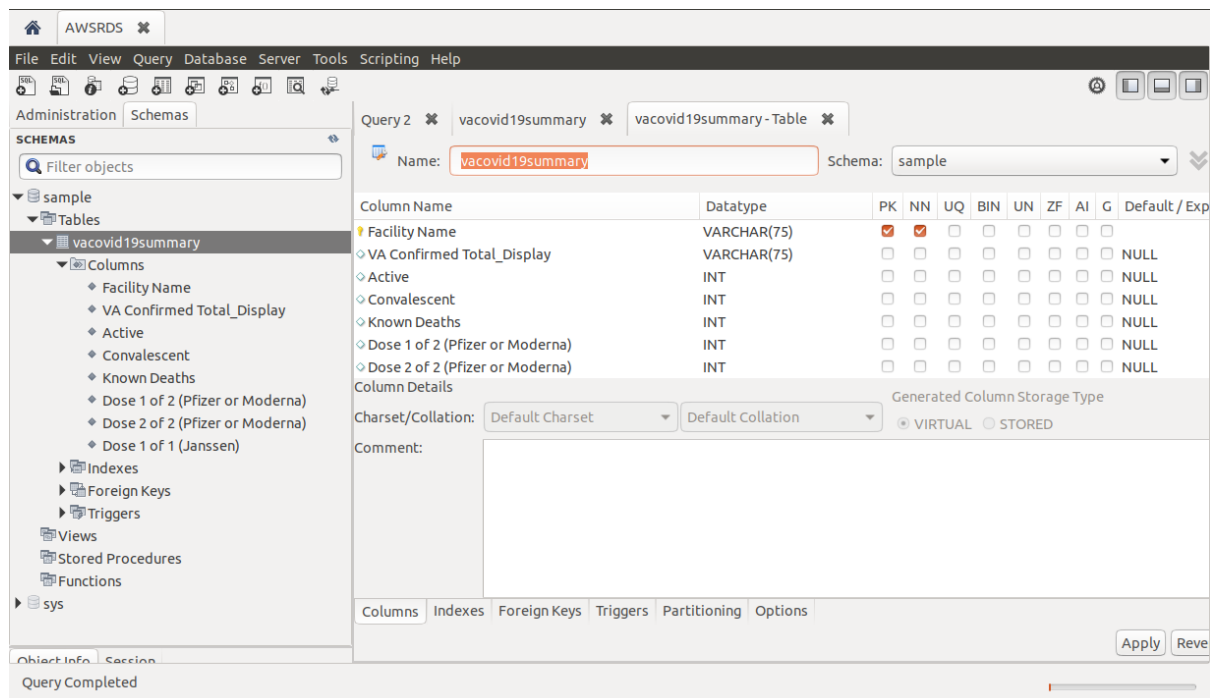 AWSRDS
File Edit View Query Database Server Tools Scripting Help
Administration Schemas
SCHEMAS
Filter objects
sample
Tables
vacovid19summary
Columns
Facility Name
VA Confirmed Total_Display
Active
Convalescent
Known Deaths
Dose 1 of 2 (Pfizer or Moderna)
Dose 2 of 2 (Pfizer or Moderna)
Dose 1 of 1 (Janssen)
Indexes
Foreign Keys
Triggers
Views
Stored Procedures
Functions
sys
Object Info Session
Query 2 vacovid19summary vacovid19summary - Table
Name: vacovid19summary Schema: sample
Column Name Datatype PK NN UQ BIN UN ZF AI G Default / Exp
Facility Name VARCHAR(75)
VA Confirmed Total_Display VARCHAR(75) NULL
Active INT NULL
Convalescent INT NULL
Known Deaths INT NULL
Dose 1 of 2 (Pfizer or Moderna) INT NULL
Dose 2 of 2 (Pfizer or Moderna) INT NULL
Column Details
Generated Column Storage Type
Charset/Collation: Default Charset Default Collation VIRTUAL STORED
Comment:
Columns Indexes Foreign Keys Triggers Partitioning Options
Apply Reve
Query Completed